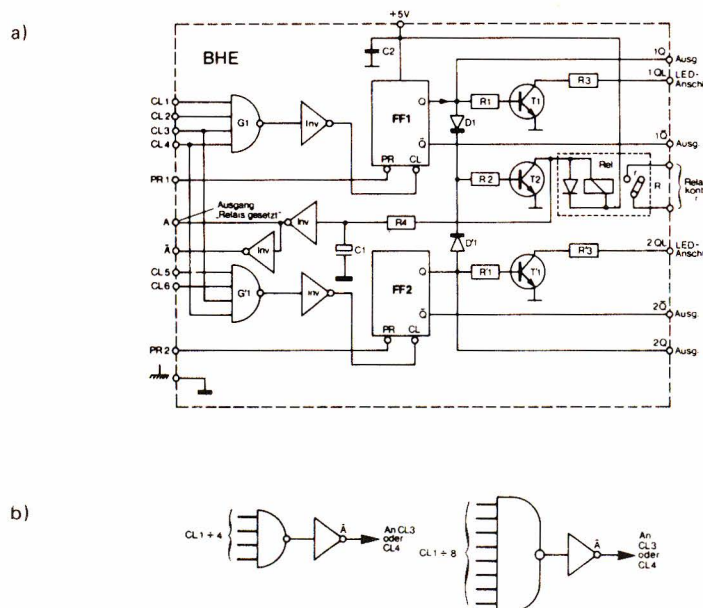 a)
+5V
BHE
C2
1Q
Ausg
1QL
LED-
Anschl
CL1
CL2
CL3
CL4
G1
Inv
FF1
Q
Q̄
PR
CL
R1
T1
R3
D1
1Q̄
Ausg
PR1
R2
T2
Rel
r
R
r
A
Ausgang
„Relais gesetzt"
Inv
R4
Ā
Inv
C1
D'1
2QL
LED-
Anschl
CL5
CL6
G'1
Inv
FF2
Q
Q̄
PR
CL
R'1
T'1
R'3
2Q̄
Ausg
PR2
2Q
Ausg
b)
CL1 ÷ 4
Ā
An CL3
oder
CL4
CL1 ÷ 8
Ā
An
CL3
oder
CL4